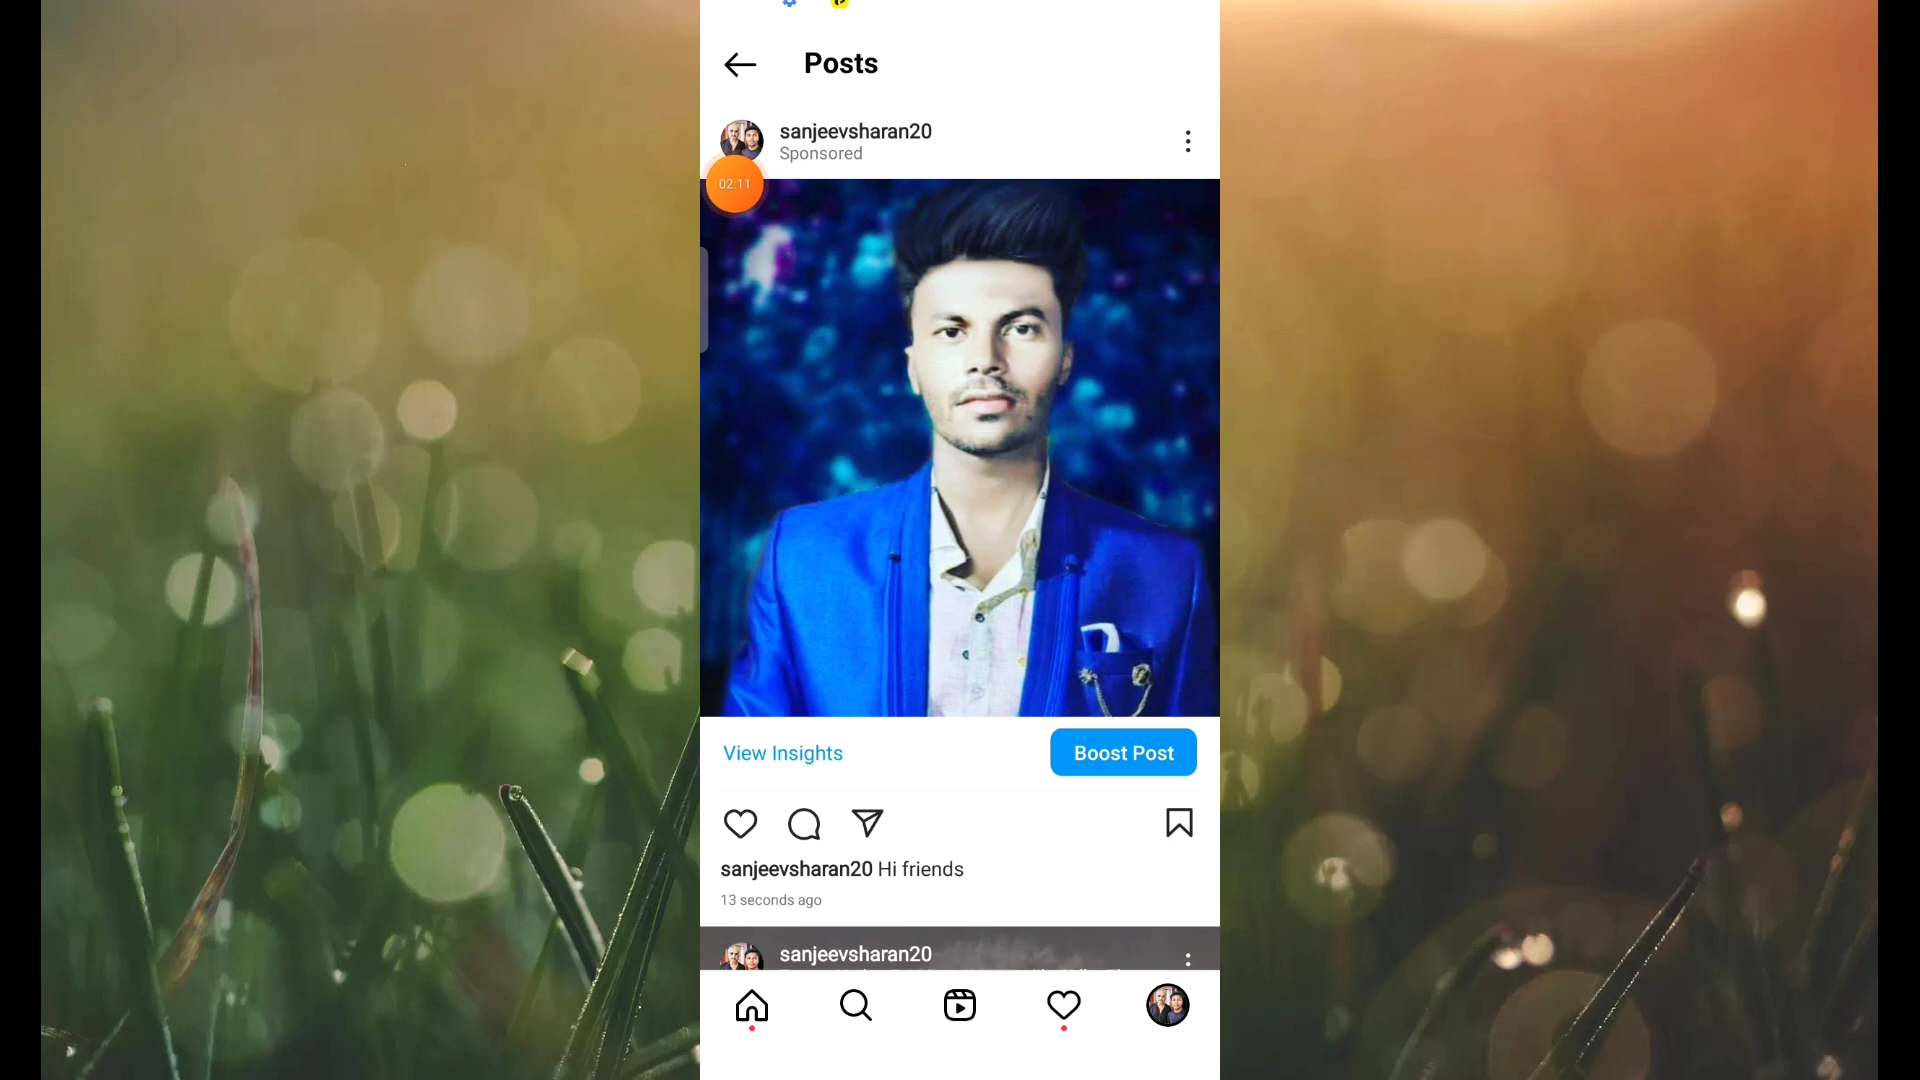 Posts
sanjeevsharan20
Sponsored
02:11
View Insights
Boost Post
sanjeevsharan20 Hi friends
13 seconds ago
sanjeevsharan20